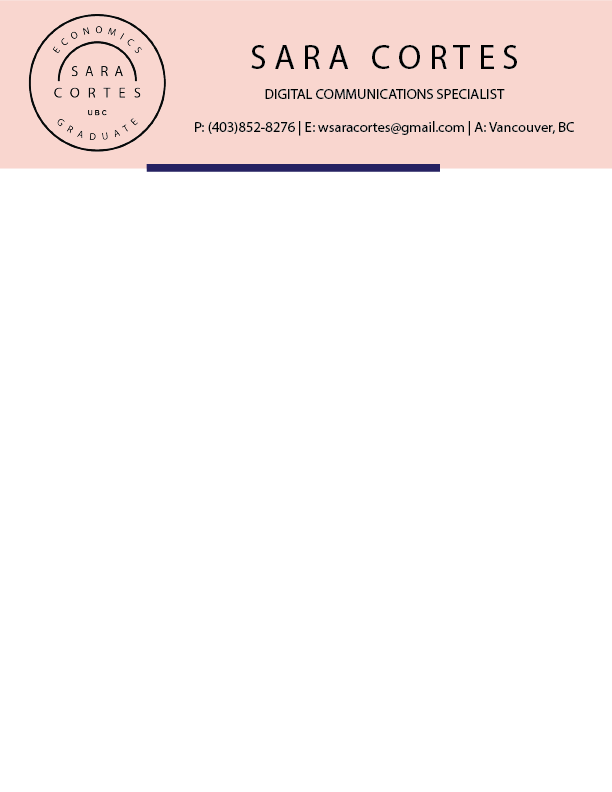 ECONOMICS
SARA
CORTES
UBC
GRADUATE
SARA CORTES
DIGITAL COMMUNICATIONS SPECIALIST
P: (403)852-8276 | E: wsaracortes@gmail.com | A: Vancouver, BC